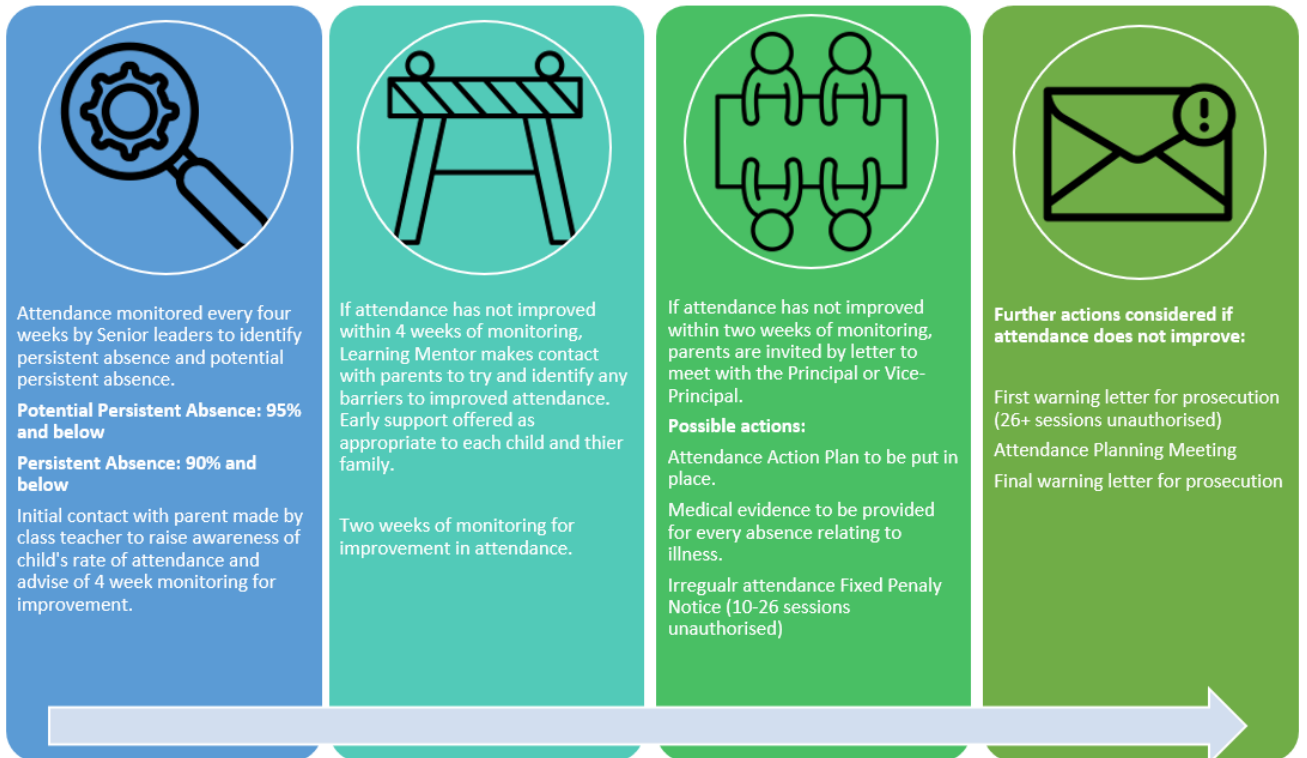 Attendance monitored every four
weeks by Senior leaders to identify
persistent absence and potential
persistent absence.
Potential Persistent Absence: 95%
and below
Persistent Absence: 90% and
below
Initial contact with parent made by
class teacher to raise awareness of
child's rate of attendance and
advise of 4 week monitoring for
improvement.
If attendance has not improved
within 4 weeks of monitoring,
Learning Mentor makes contact
with parents to try and identify any
barriers to improved attendance.
Early support offered as
appropriate to each child and thier
family.
Two weeks of monitoring for
improvement in attendance.
If attendance has not improved
within two weeks of monitoring,
parents are invited by letter to
meet with the Principal or Vice-
Principal.
Possible actions:
Attendance Action Plan to be put in
place.
Medical evidence to be provided
for every absence relating to
illness.
Irregualr attendance Fixed Penaly
Notice (10-26 sessions
unauthorised)
Further actions considered if
attendance does not improve:
First warning letter for prosecution
(26+ sessions unauthorised)
Attendance Planning Meeting
Final warning letter for prosecution